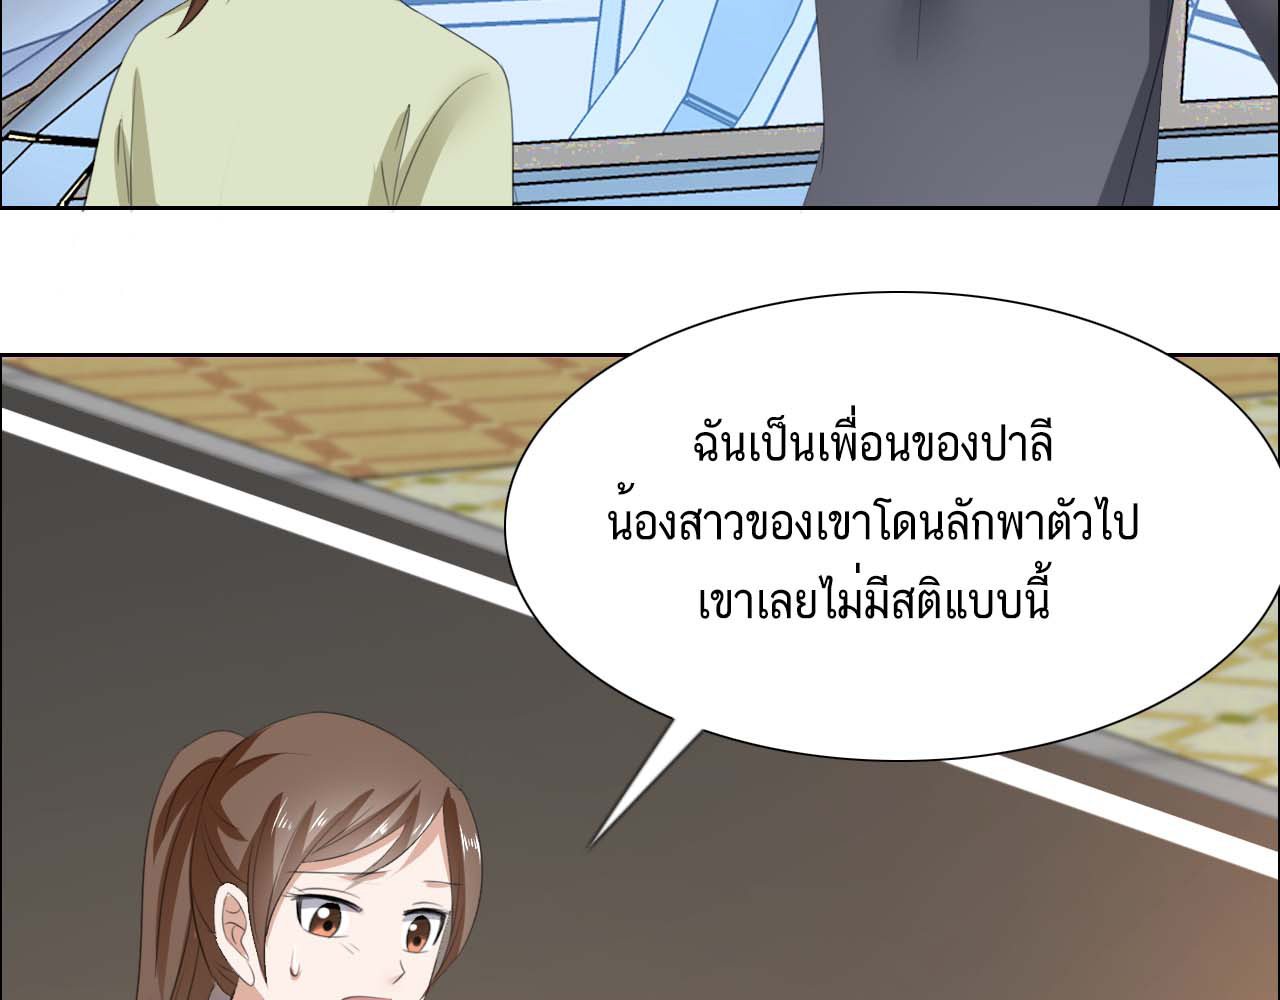 ฉันเป็นเพื่อนของปาลี
น้องสาวของเขาโดนลักพาตัวไป
เขาเลยไม่มีสติแบบนี้